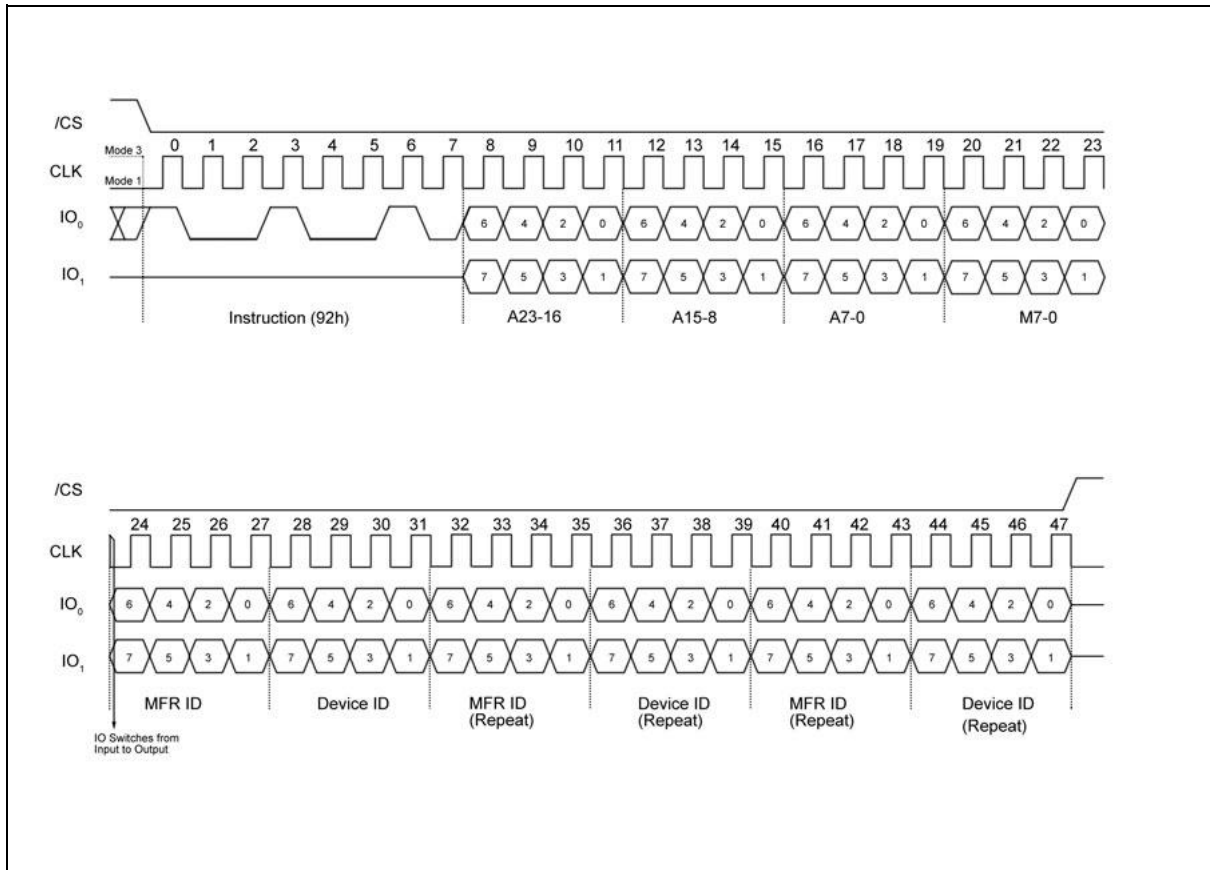 /CS
0 1 2 3 4 5 6 7 8 9 10 11 12 13 14 15 16 17 18 19 20 21 22 23
Mode 3
CLK
Mode 1
IO0 6 4 2 0 6 4 2 0 6 4 2 0 6 4 2 0
IO1 7 5 3 1 7 5 3 1 7 5 3 1 7 5 3 1
Instruction (92h) A23-16 A15-8 A7-0 M7-0
/CS
24 25 26 27 28 29 30 31 32 33 34 35 36 37 38 39 40 41 42 43 44 45 46 47
CLK
IO0 6 4 2 0 6 4 2 0 6 4 2 0 6 4 2 0 6 4 2 0 6 4 2 0
IO1 7 5 3 1 7 5 3 1 7 5 3 1 7 5 3 1 7 5 3 1 7 5 3 1
MFR ID Device ID MFR ID Device ID MFR ID Device ID
(Repeat) (Repeat) (Repeat) (Repeat)
IO Switches from
Input to Output